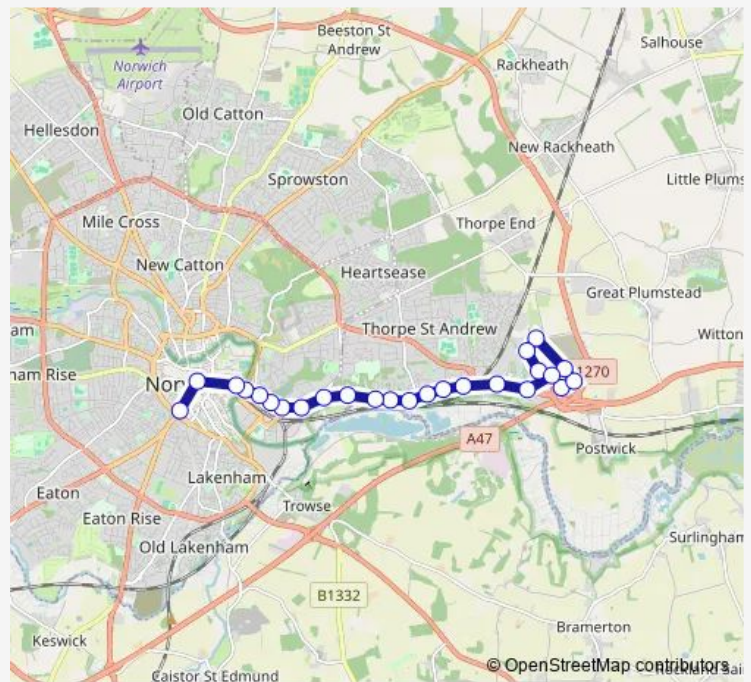 Beeston St
Andrew
Salhouse
Norwich
Airport
Rackheath
Old Catton
Hellesdon
New Rackheath
Sprowston
Little Plums
Mile Cross
Thorpe End
New Catton
Heartsease
Great Plumstead
am
Thorpe St Andrew
Witton
ham Rise
Nor
1270
A47
Postwick
Lakenham
Eaton
Trowse
Eaton Rise
Surlingham
Old Lakenham
B1332
Bramerton
Keswick
© OpenStreetMap contributors
Caistor St Edmund